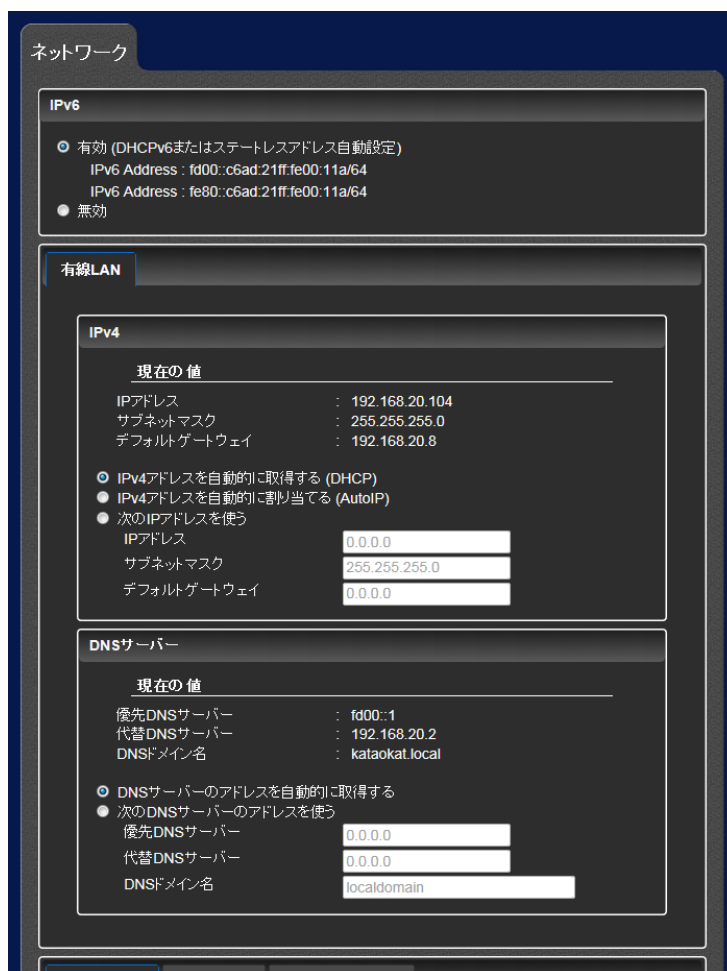 ネットワーク
IPv6
有効 (DHCPv6またはステートレスアドレス自動設定)
IPv6 Address : fd00::c6ad:21ff:fe00:11a/64
IPv6 Address : fe80::c6ad:21ff:fe00:11a/64
無効
有線LAN
IPv4
現在の値
IPアドレス : 192.168.20.104
サブネットマスク : 255.255.255.0
デフォルトゲートウェイ : 192.168.20.8
IPv4アドレスを自動的に取得する (DHCP)
IPv4アドレスを自動的に割り当てる (AutoIP)
次のIPアドレスを使う
IPアドレス 0.0.0.0
サブネットマスク 255.255.255.0
デフォルトゲートウェイ 0.0.0.0
DNSサーバー
現在の値
優先DNSサーバー : fd00::1
代替DNSサーバー : 192.168.20.2
DNSドメイン名 : kataokat.local
DNSサーバーのアドレスを自動的に取得する
次のDNSサーバーのアドレスを使う
優先DNSサーバー 0.0.0.0
代替DNSサーバー 0.0.0.0
DNSドメイン名 localdomain